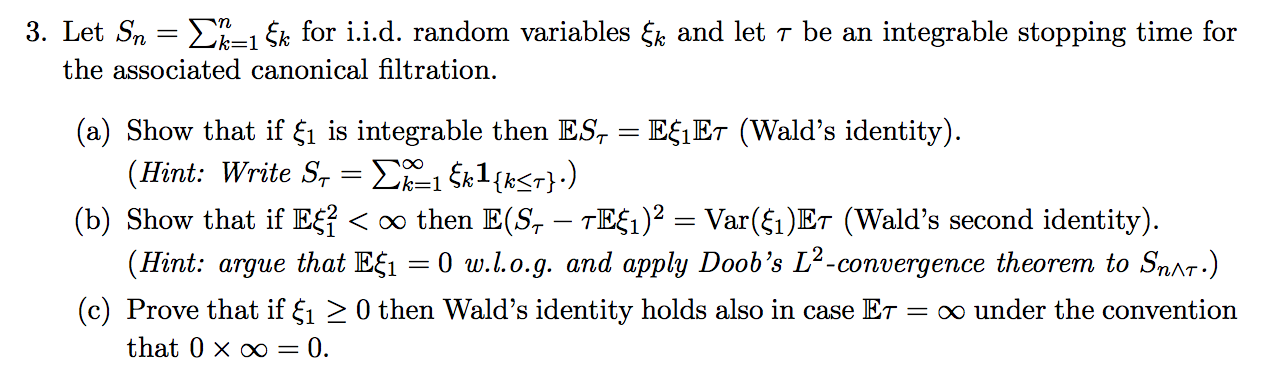 3. Let $S_n = \sum_{k=1}^{n} \xi_k$ for i.i.d. random variables $\xi_k$ and let $\tau$ be an integrable stopping time for
the associated canonical filtration.
(a) Show that if $\xi_1$ is integrable then $\mathbb{E}S_\tau = \mathbb{E}\xi_1\mathbb{E}\tau$ (Wald's identity).
(Hint: Write $S_\tau = \sum_{k=1}^{\infty} \xi_k \mathbf{1}_{\{k \leq \tau\}}$.)
(b) Show that if $\mathbb{E}\xi_1^2 < \infty$ then $\mathbb{E}(S_\tau - \tau\mathbb{E}\xi_1)^2 = \mathrm{Var}(\xi_1)\mathbb{E}\tau$ (Wald's second identity).
(Hint: argue that $\mathbb{E}\xi_1 = 0$ w.l.o.g. and apply Doob's $L^2$-convergence theorem to $S_{n\wedge\tau}$.)
(c) Prove that if $\xi_1 \geq 0$ then Wald's identity holds also in case $\mathbb{E}\tau = \infty$ under the convention
that $0 \times \infty = 0$.